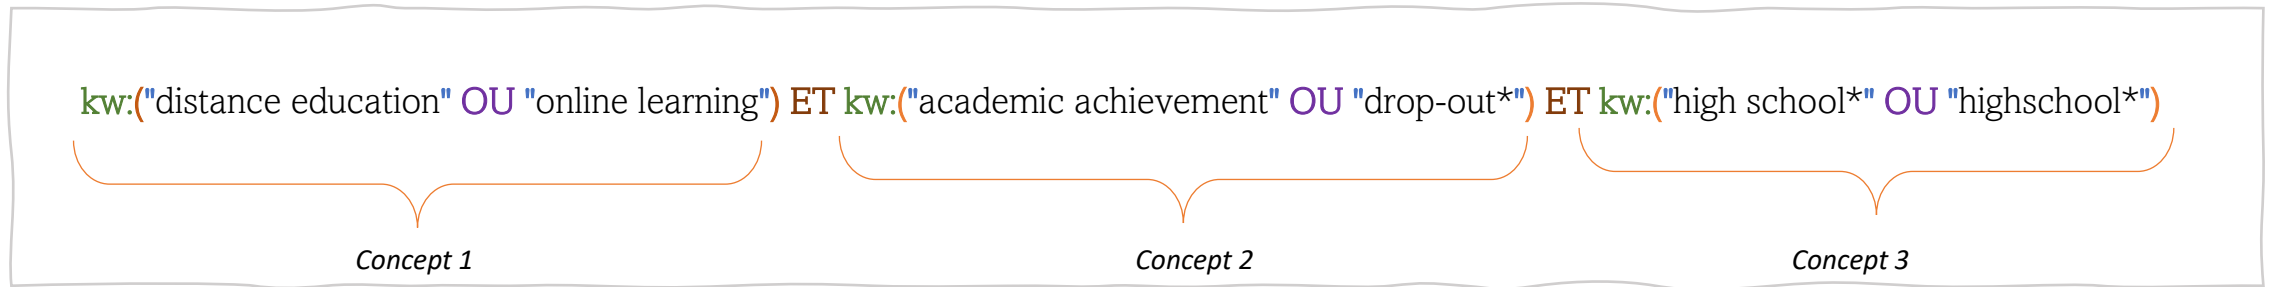 kw:("distance education" OU "online learning") ET kw:("academic achievement" OU "drop-out*") ET kw:("high school*" OU "highschool*")
Concept 1 Concept 2 Concept 3